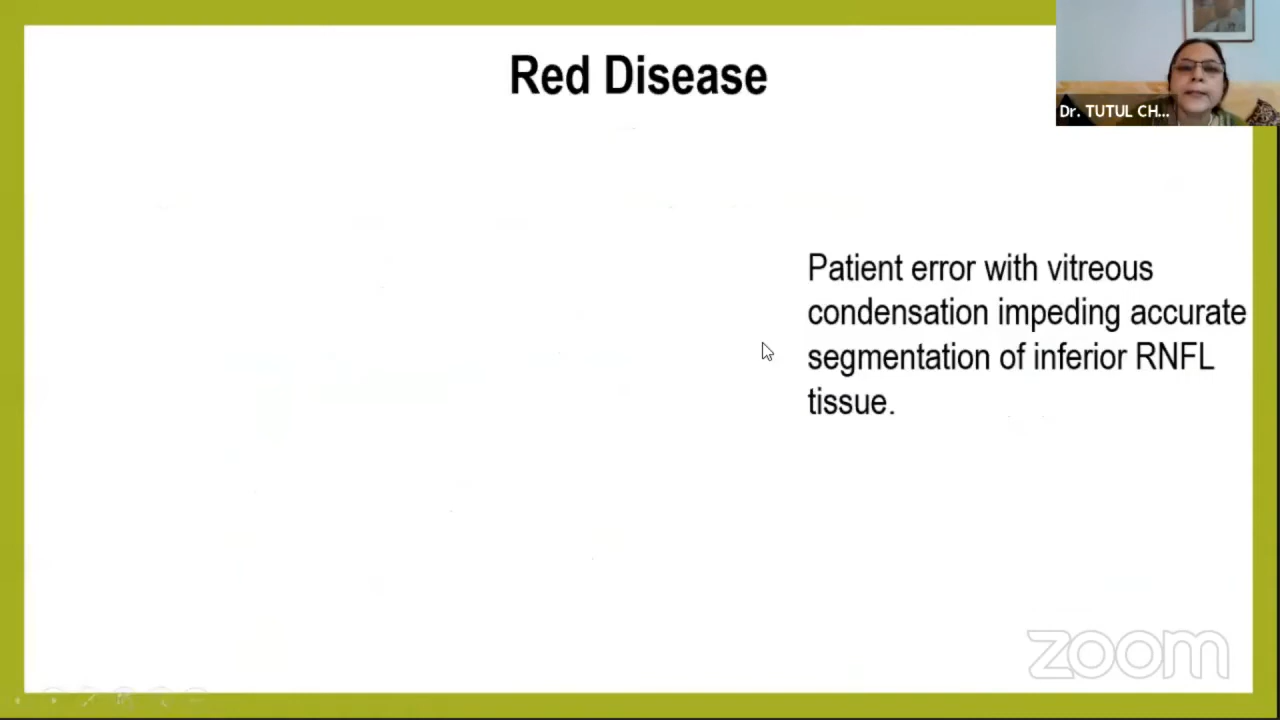 Red Disease
Dr. TUTUL CH...
Patient error with vitreous
condensation impeding accurate
segmentation of inferior RNFL
tissue.
zoom